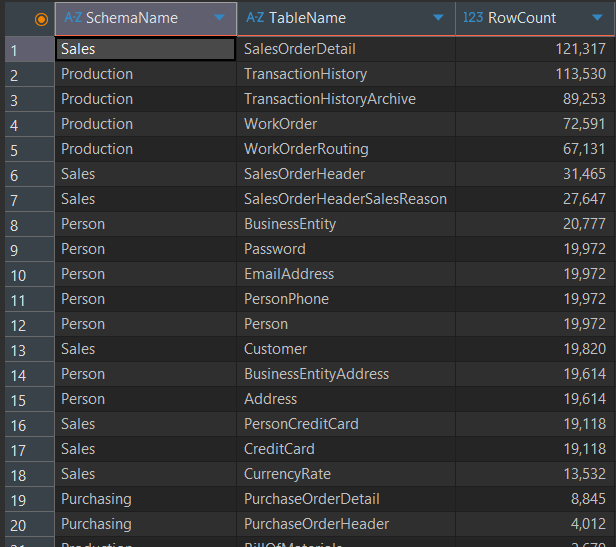 A-Z SchemaName A-Z TableName 123 RowCount
1 Sales SalesOrderDetail 121,317
2 Production TransactionHistory 113,530
3 Production TransactionHistoryArchive 89,253
4 Production WorkOrder 72,591
5 Production WorkOrderRouting 67,131
6 Sales SalesOrderHeader 31,465
7 Sales SalesOrderHeaderSalesReason 27,647
8 Person BusinessEntity 20,777
9 Person Password 19,972
10 Person EmailAddress 19,972
11 Person PersonPhone 19,972
12 Person Person 19,972
13 Sales Customer 19,820
14 Person BusinessEntityAddress 19,614
15 Person Address 19,614
16 Sales PersonCreditCard 19,118
17 Sales CreditCard 19,118
18 Sales CurrencyRate 13,532
19 Purchasing PurchaseOrderDetail 8,845
20 Purchasing PurchaseOrderHeader 4,012